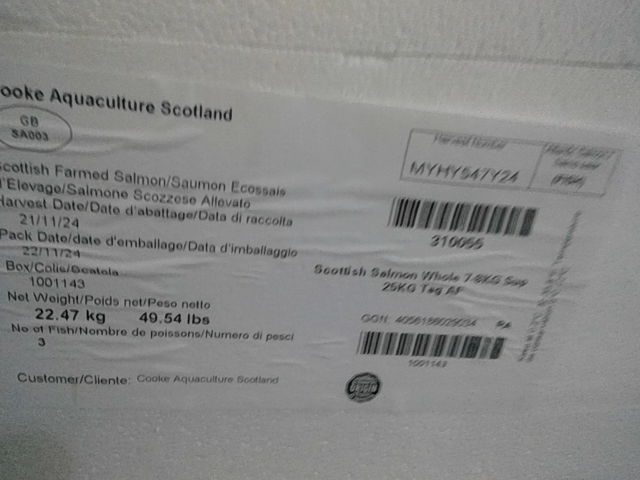 ooke Aquaculture Scotland
GB
SA003
Harvest Number
MYHY547Y24
cottish Farmed Salmon/Saumon Ecossais
l'Elevage/Salmone Scozzese Allevato
Harvest Date/Date d'abattage/Data di raccolta
21/11/24
Pack Date/date d'emballage/Data d'imballaggio
22/11/24
Box/Colis/Scatola
1001143
Net Weight/Poids net/Peso netto
22.47 kg 49.54 lbs
No of Fish/Nombre de poissons/Numero di pesci
3
Customer/Cliente: Cooke Aquaculture Scotland
310055
Scottish Salmon Whole 7-8KG Sup
25KG Tag AF
GGN:
1001143